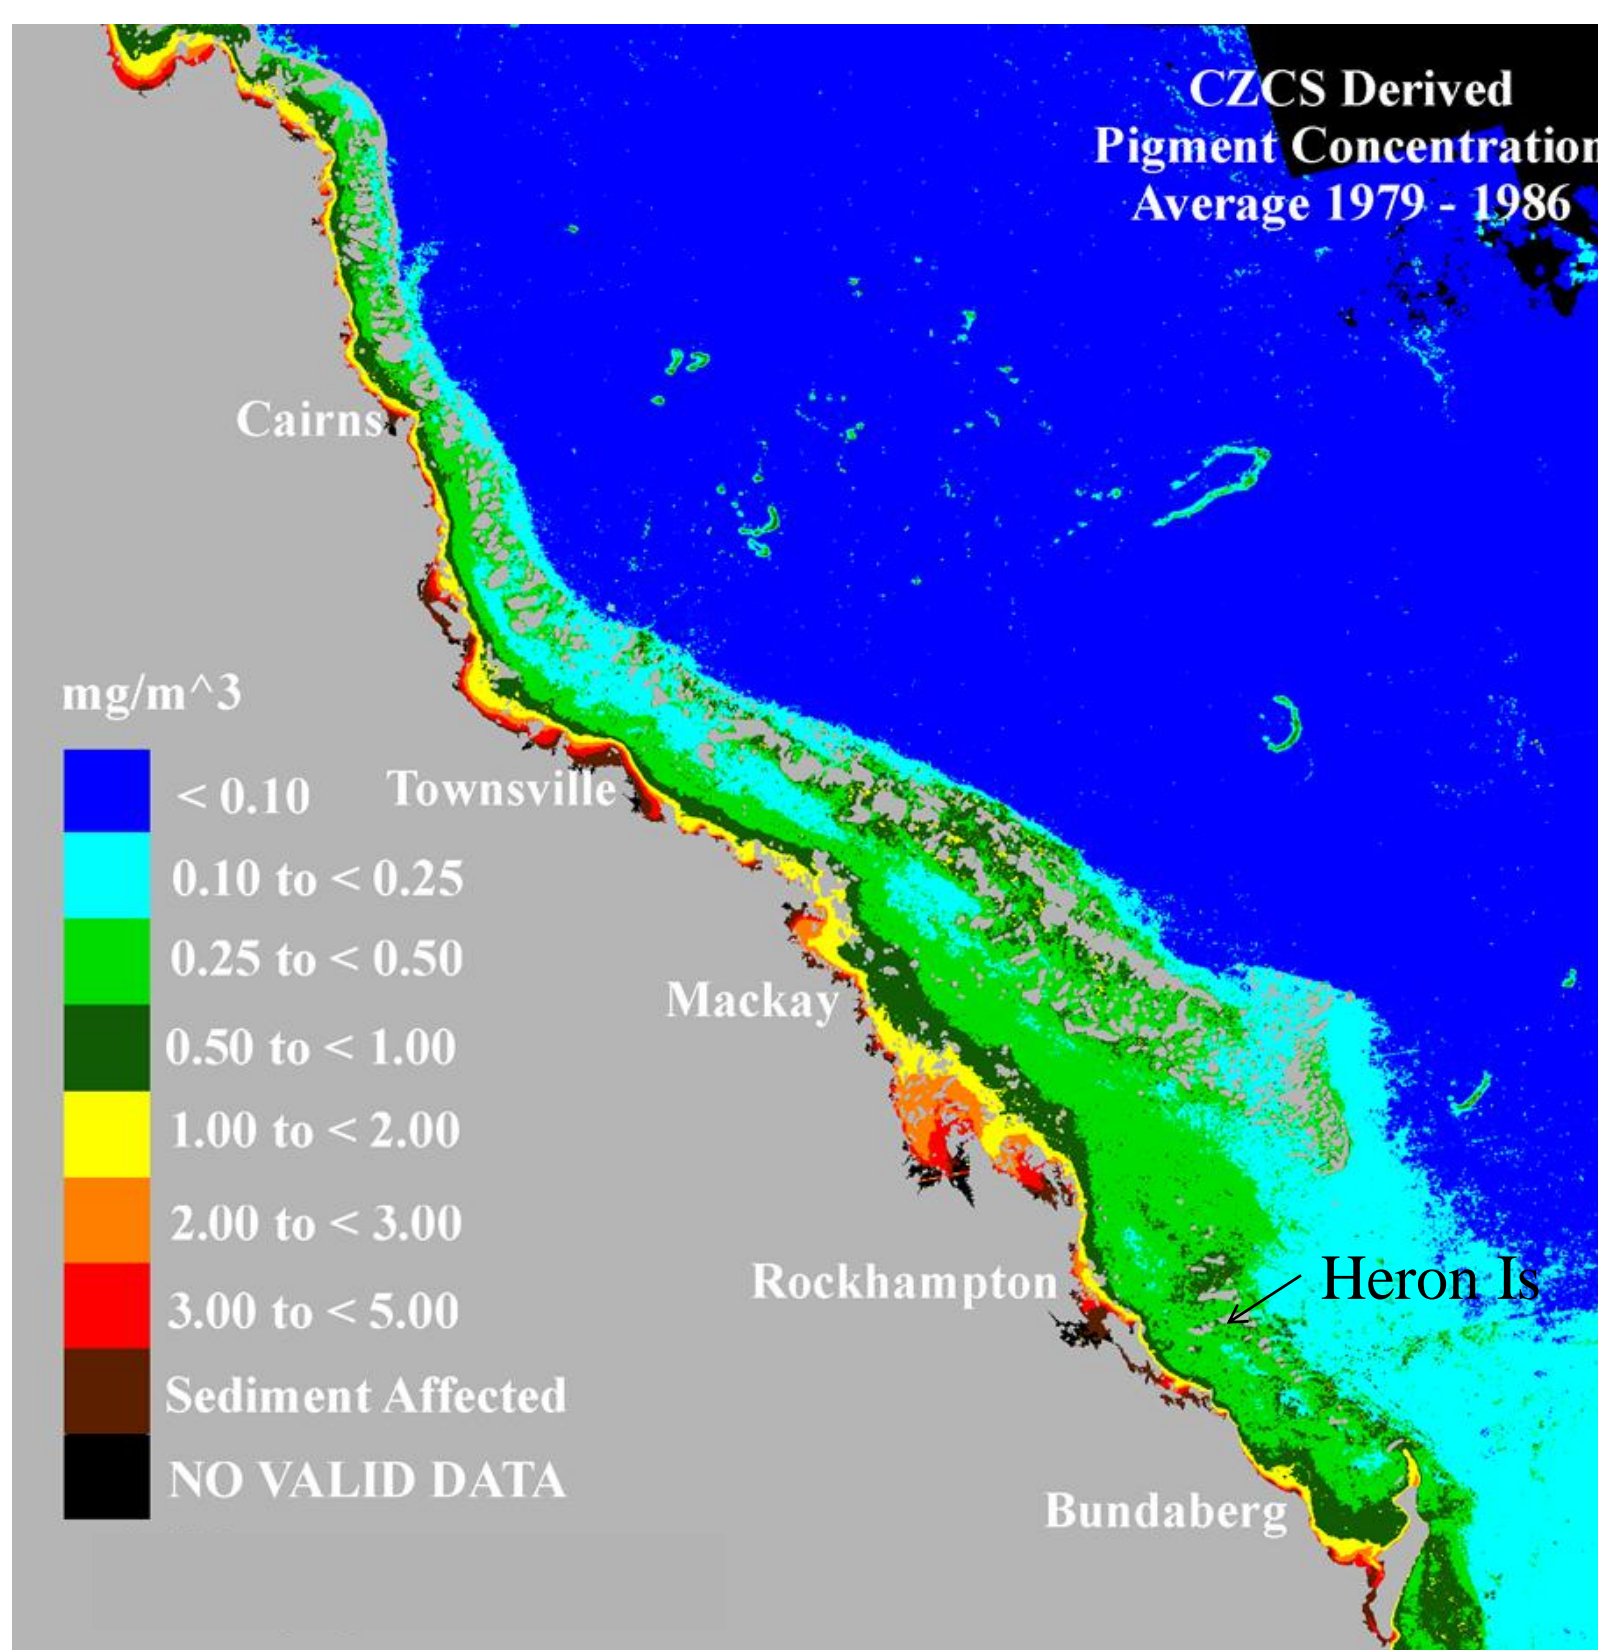 CZCS Derived
Pigment Concentration
Average 1979 - 1986
Cairns
mg/m^3
< 0.10
Townsville
0.10 to < 0.25
0.25 to < 0.50
Mackay
0.50 to < 1.00
1.00 to < 2.00
2.00 to < 3.00
Rockhampton
Heron Is
3.00 to < 5.00
Sediment Affected
NO VALID DATA
Bundaberg